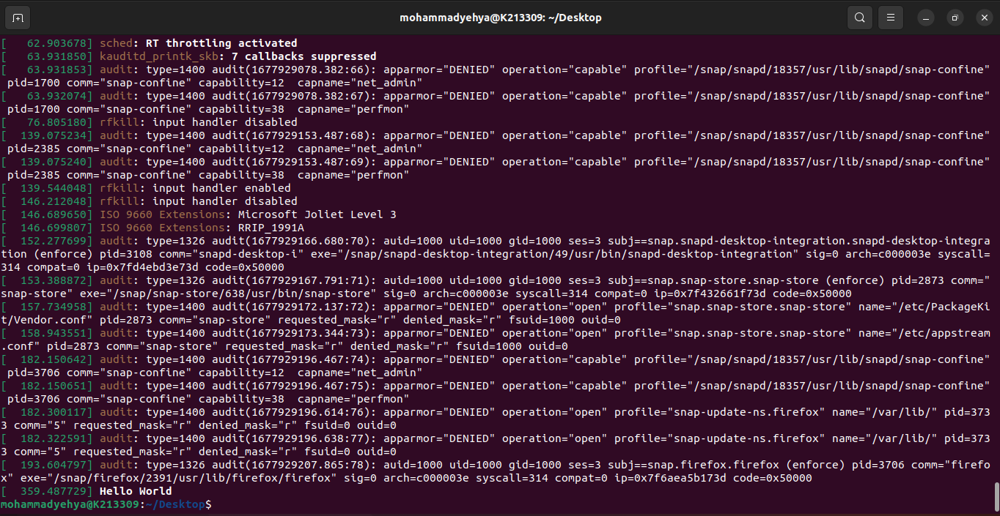 mohammadyehya@K213309: ~/Desktop
[   62.903678] sched: RT throttling activated
[   63.931850] kauditd_printk_skb: 7 callbacks suppressed
[   63.931853] audit: type=1400 audit(1677929078.382:66): apparmor="DENIED" operation="capable" profile="/snap/snapd/18357/usr/lib/snapd/snap-confine"
 pid=1700 comm="snap-confine" capability=12  capname="net_admin"
[   63.932074] audit: type=1400 audit(1677929078.382:67): apparmor="DENIED" operation="capable" profile="/snap/snapd/18357/usr/lib/snapd/snap-confine"
 pid=1700 comm="snap-confine" capability=38  capname="perfmon"
[   76.805180] rfkill: input handler disabled
[  139.075234] audit: type=1400 audit(1677929153.487:68): apparmor="DENIED" operation="capable" profile="/snap/snapd/18357/usr/lib/snapd/snap-confine"
 pid=2385 comm="snap-confine" capability=12  capname="net_admin"
[  139.075240] audit: type=1400 audit(1677929153.487:69): apparmor="DENIED" operation="capable" profile="/snap/snapd/18357/usr/lib/snapd/snap-confine"
 pid=2385 comm="snap-confine" capability=38  capname="perfmon"
[  139.544048] rfkill: input handler enabled
[  146.212048] rfkill: input handler disabled
[  146.689650] ISO 9660 Extensions: Microsoft Joliet Level 3
[  146.699807] ISO 9660 Extensions: RRIP_1991A
[  152.277699] audit: type=1326 audit(1677929166.680:70): auid=1000 uid=1000 gid=1000 ses=3 subj==snap.snapd-desktop-integration.snapd-desktop-integra
tion (enforce) pid=3108 comm="snapd-desktop-i" exe="/snap/snapd-desktop-integration/49/usr/bin/snapd-desktop-integration" sig=0 arch=c000003e syscall=
314 compat=0 ip=0x7fd4ebd3e73d code=0x50000
[  153.388872] audit: type=1326 audit(1677929167.791:71): auid=1000 uid=1000 gid=1000 ses=3 subj==snap.snap-store.snap-store (enforce) pid=2873 comm="
snap-store" exe="/snap/snap-store/638/usr/bin/snap-store" sig=0 arch=c000003e syscall=314 compat=0 ip=0x7f432661f73d code=0x50000
[  157.734958] audit: type=1400 audit(1677929172.137:72): apparmor="DENIED" operation="open" profile="snap.snap-store.snap-store" name="/etc/PackageKi
t/Vendor.conf" pid=2873 comm="snap-store" requested_mask="r" denied_mask="r" fsuid=1000 ouid=0
[  158.943551] audit: type=1400 audit(1677929173.344:73): apparmor="DENIED" operation="open" profile="snap.snap-store.snap-store" name="/etc/appstream
.conf" pid=2873 comm="snap-store" requested_mask="r" denied_mask="r" fsuid=1000 ouid=0
[  182.150642] audit: type=1400 audit(1677929196.467:74): apparmor="DENIED" operation="capable" profile="/snap/snapd/18357/usr/lib/snapd/snap-confine"
 pid=3706 comm="snap-confine" capability=12  capname="net_admin"
[  182.150651] audit: type=1400 audit(1677929196.467:75): apparmor="DENIED" operation="capable" profile="/snap/snapd/18357/usr/lib/snapd/snap-confine"
 pid=3706 comm="snap-confine" capability=38  capname="perfmon"
[  182.300117] audit: type=1400 audit(1677929196.614:76): apparmor="DENIED" operation="open" profile="snap-update-ns.firefox" name="/var/lib/" pid=373
3 comm="5" requested_mask="r" denied_mask="r" fsuid=0 ouid=0
[  182.322591] audit: type=1400 audit(1677929196.638:77): apparmor="DENIED" operation="open" profile="snap-update-ns.firefox" name="/var/lib/" pid=373
3 comm="5" requested_mask="r" denied_mask="r" fsuid=0 ouid=0
[  193.604797] audit: type=1326 audit(1677929207.865:78): auid=1000 uid=1000 gid=1000 ses=3 subj==snap.firefox.firefox (enforce) pid=3706 comm="firefo
x" exe="/snap/firefox/2391/usr/lib/firefox/firefox" sig=0 arch=c000003e syscall=314 compat=0 ip=0x7f6aea5b173d code=0x50000
[  359.487729] Hello World
mohammadyehya@K213309:~/Desktop$